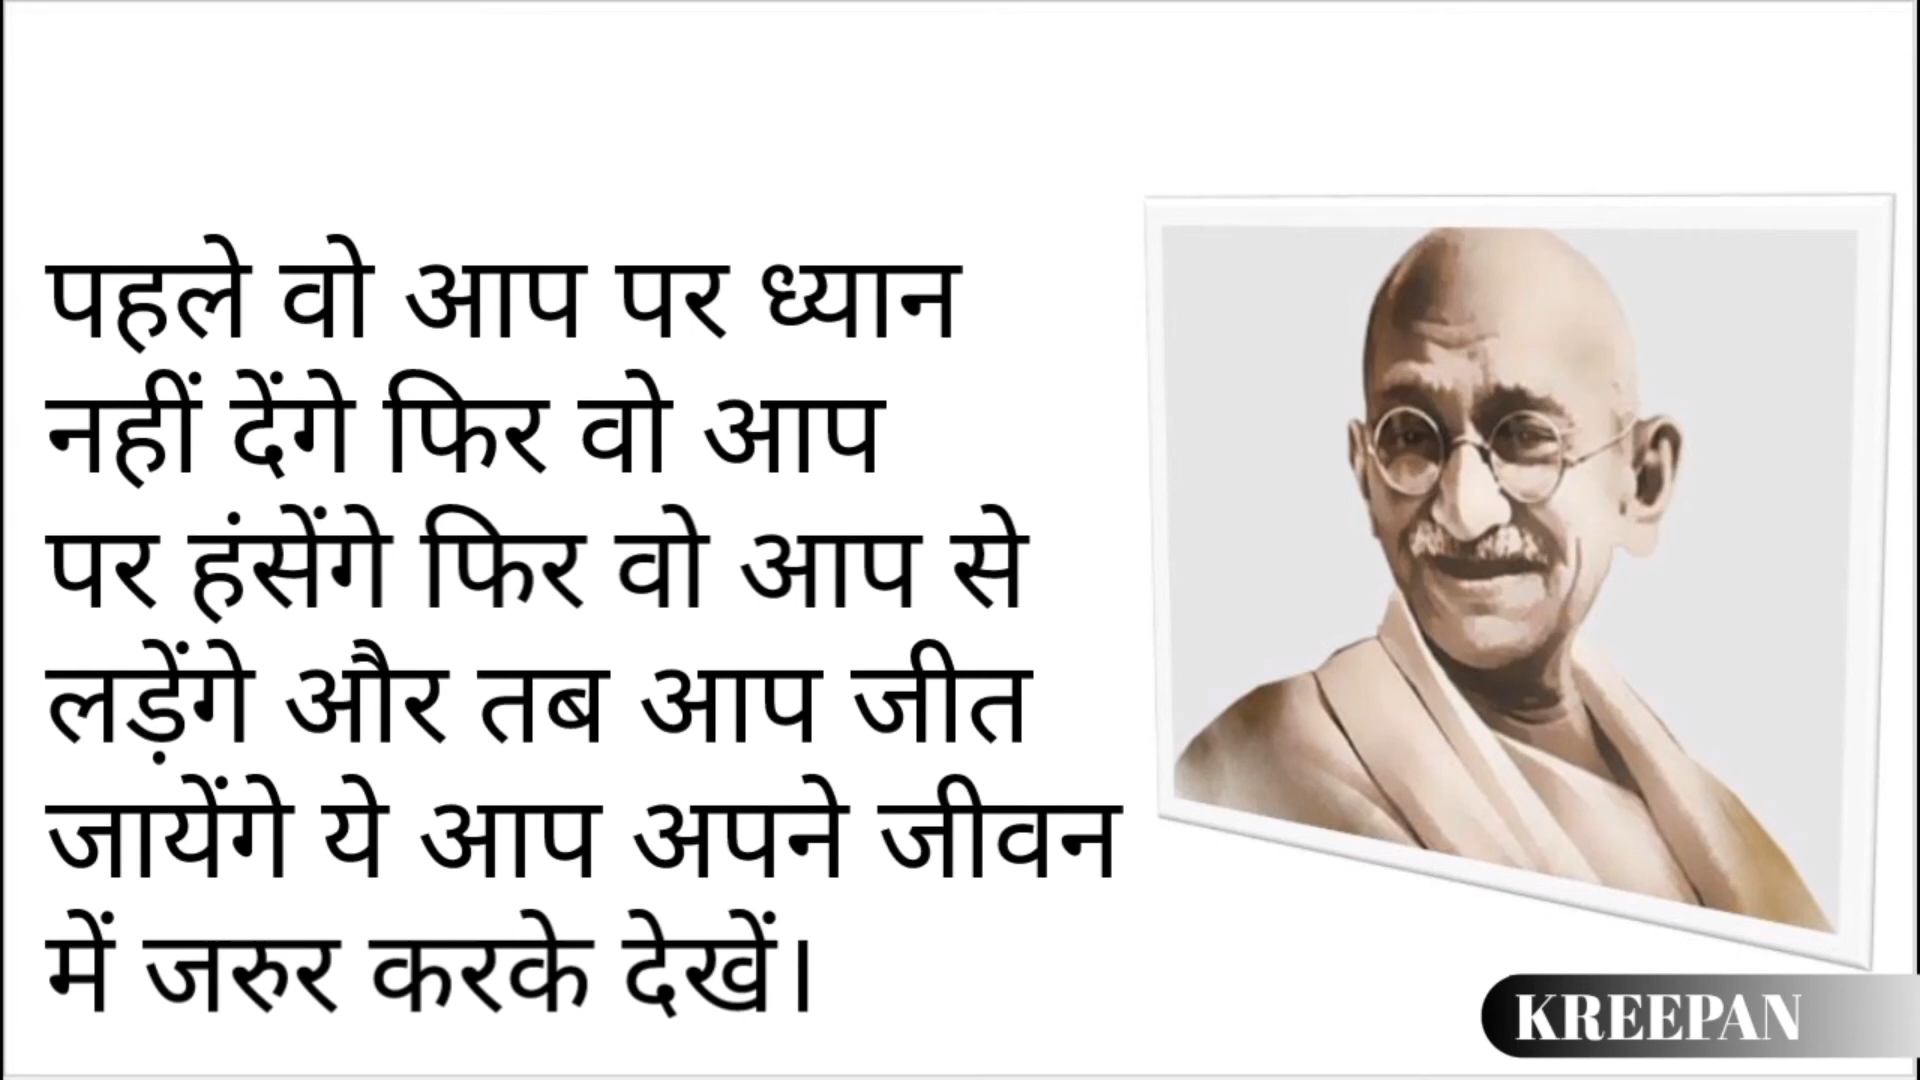 पहले वो आप पर ध्यान
नहीं देंगे फिर वो आप
पर हंसेंगे फिर वो आप से
लड़ेंगे और तब आप जीत
जायेंगे ये आप अपने जीवन
में जरुर करके देखें।
KREEPAN